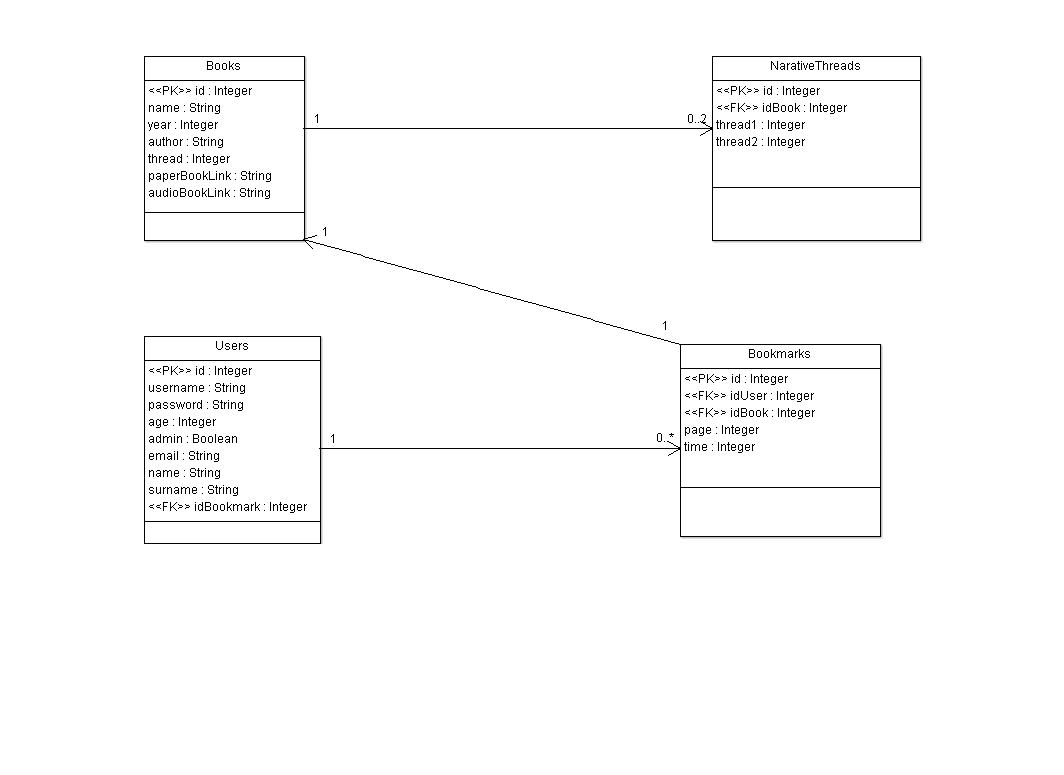 Books
<<PK>> id : Integer
name : String
year : Integer
author : String
thread : Integer
paperBookLink : String
audioBookLink : String
1
0..2
NarativeThreads
<<PK>> id : Integer
<<FK>> idBook : Integer
thread1 : Integer
thread2 : Integer
1
1
Users
<<PK>> id : Integer
username : String
password : String
age : Integer
admin : Boolean
email : String
name : String
surname : String
<<FK>> idBookmark : Integer
1
0..*
Bookmarks
<<PK>> id : Integer
<<FK>> idUser : Integer
<<FK>> idBook : Integer
page : Integer
time : Integer